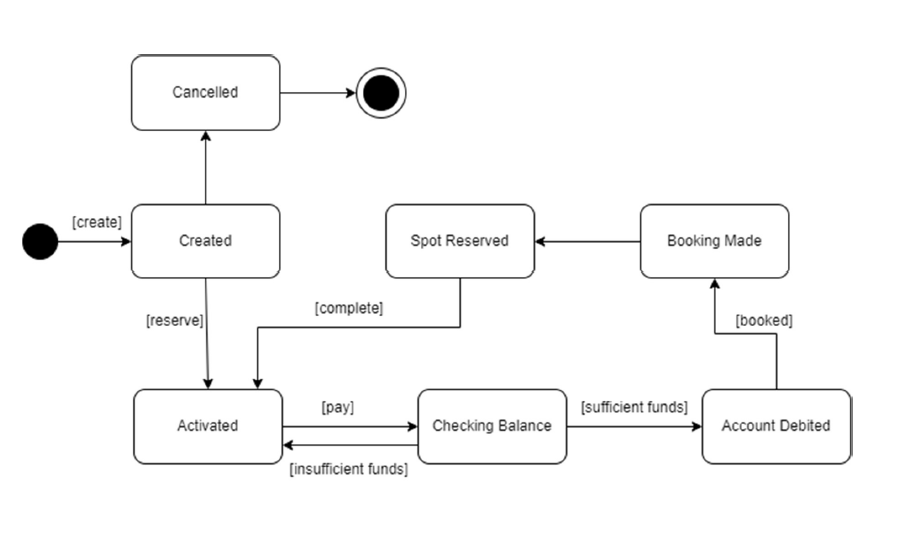 Cancelled
[create]
Created
Spot Reserved
Booking Made
[reserve]
[complete]
[booked]
Activated
[pay]
Checking Balance
[sufficient funds]
Account Debited
[insufficient funds]